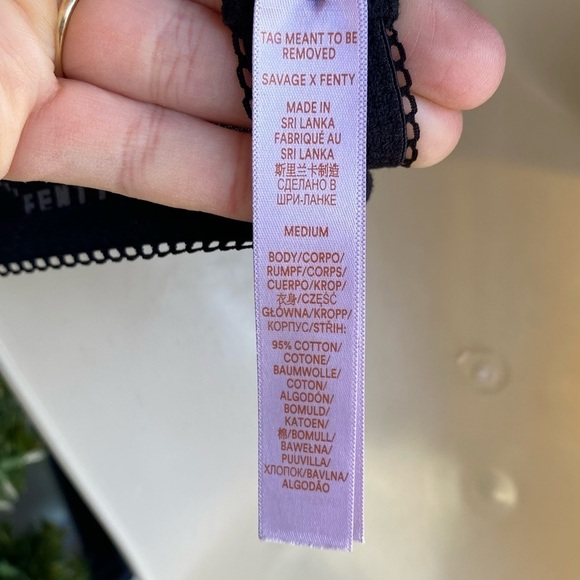 TAG MEANT TO BE
REMOVED
SAVAGE X FENTY
MADE IN
SRI LANKA
FABRIQUÉ AU
SRI LANKA
斯里兰卡制造
СДЕЛАНО В
ШРИ-ЛАНКЕ
MEDIUM
BODY/CORPO/
RUMPF/CORPS/
CUERPO/KROP/
衣身/CZĘŚĆ
GŁÓWNA/KROPP/
КОРПУС/STŘIH:
95% COTTON/
COTONE/
BAUMWOLLE/
COTON/
ALGODÓN/
BOMULD/
KATOEN/
棉/BOMULL/
BAWEŁNA/
PUUVILLA/
ХЛОПОК/BAVLNA/
ALGODÃO
FENT